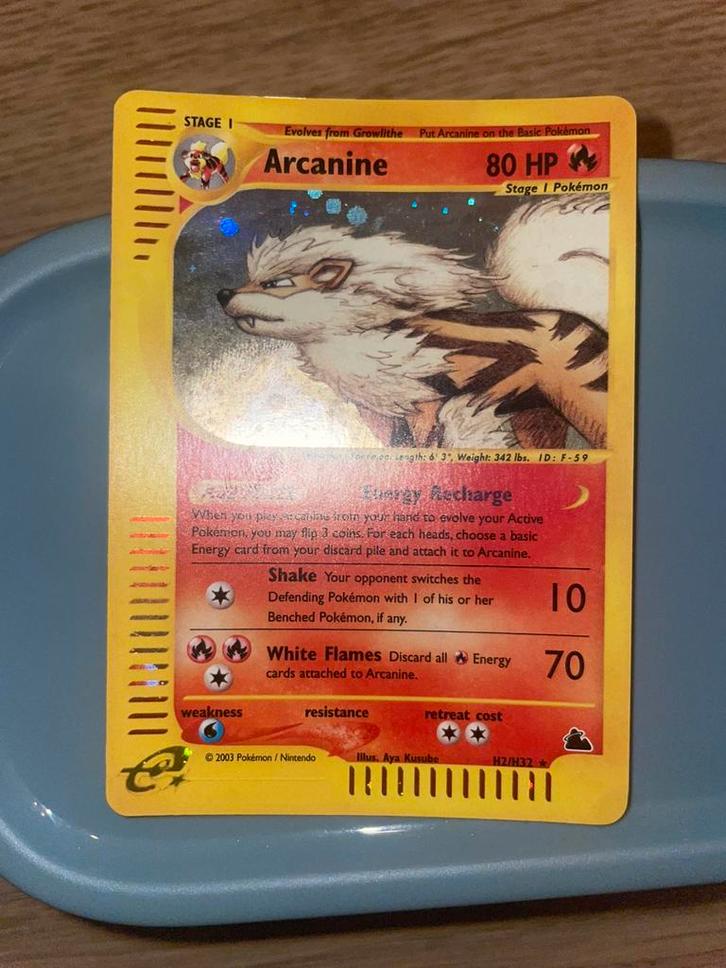 STAGE 1
Evolves from Growlithe Put Arcanine on the Basic Pokémon
Arcanine 80 HP
Stage 1 Pokémon
Length: 6' 3", Weight: 342 lbs. ID: F-59
Energy Recharge
When you play Arcanine from your hand to evolve your Active
Pokémon, you may flip 3 coins. For each heads, choose a basic
Energy card from your discard pile and attach it to Arcanine.
Shake Your opponent switches the
Defending Pokémon with 1 of his or her
Benched Pokémon, if any.
10
White Flames Discard all Energy
cards attached to Arcanine.
70
weakness resistance retreat cost
© 2003 Pokémon / Nintendo Illus. Aya Kusube H2/H32
e